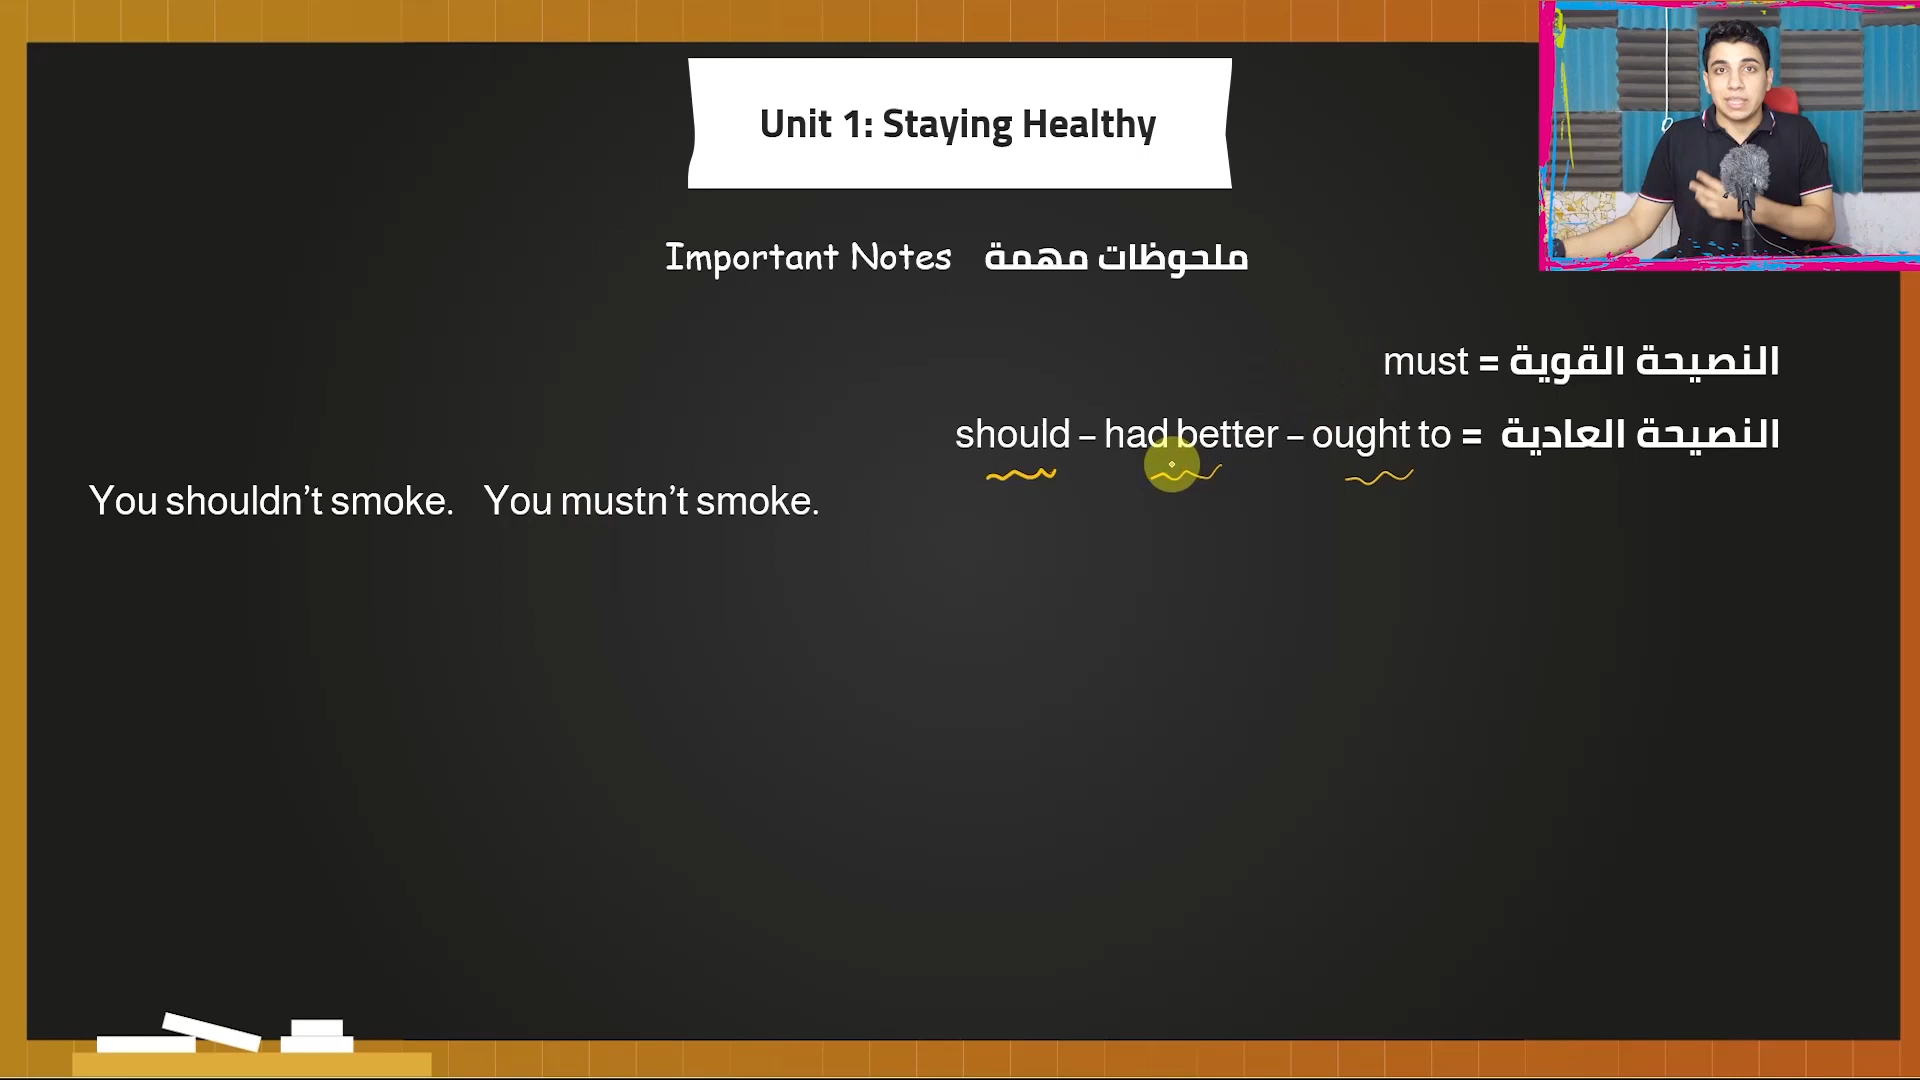 Unit 1: Staying Healthy
Important Notes ملحوظات مهمة
النصيحة القوية = must
النصيحة العادية = should – had better – ought to
You shouldn’t smoke. You mustn’t smoke.